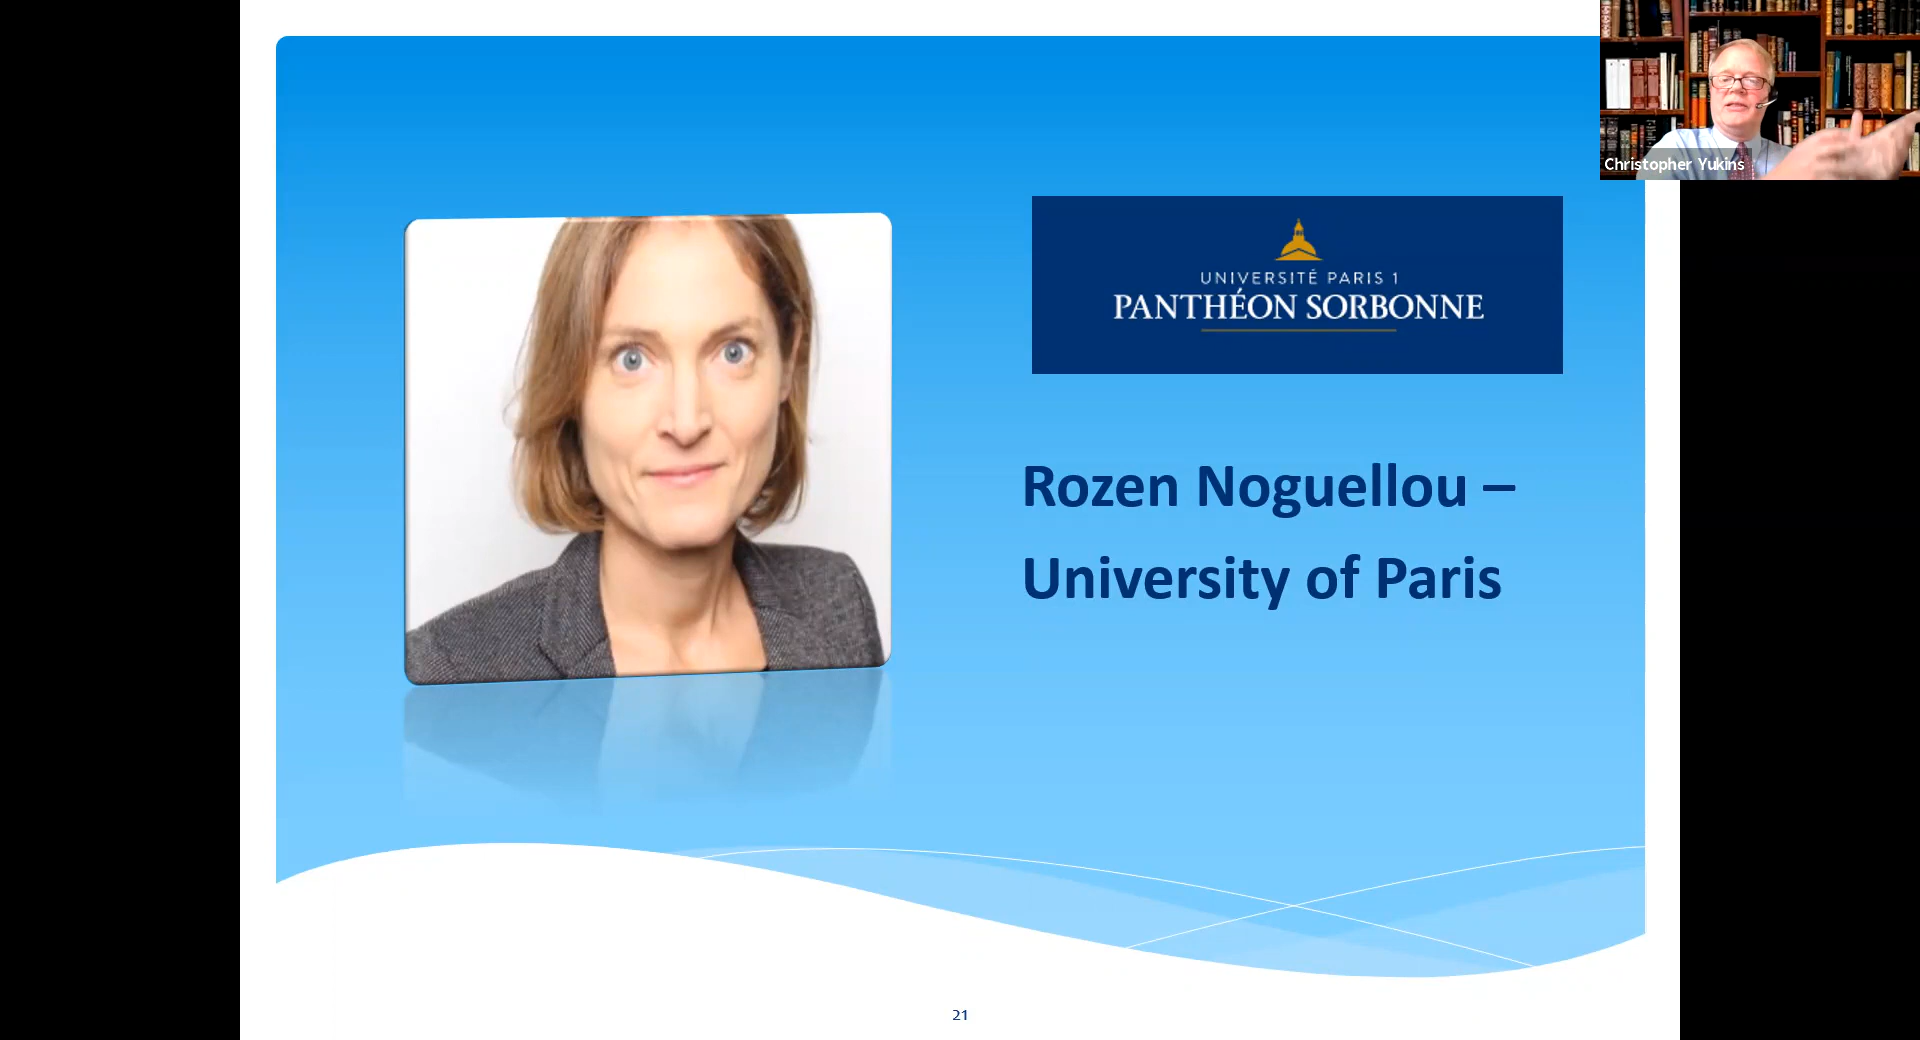 Christopher Yukins
UNIVERSITÉ PARIS 1
PANTHÉON SORBONNE
Rozen Noguellou –
University of Paris
21